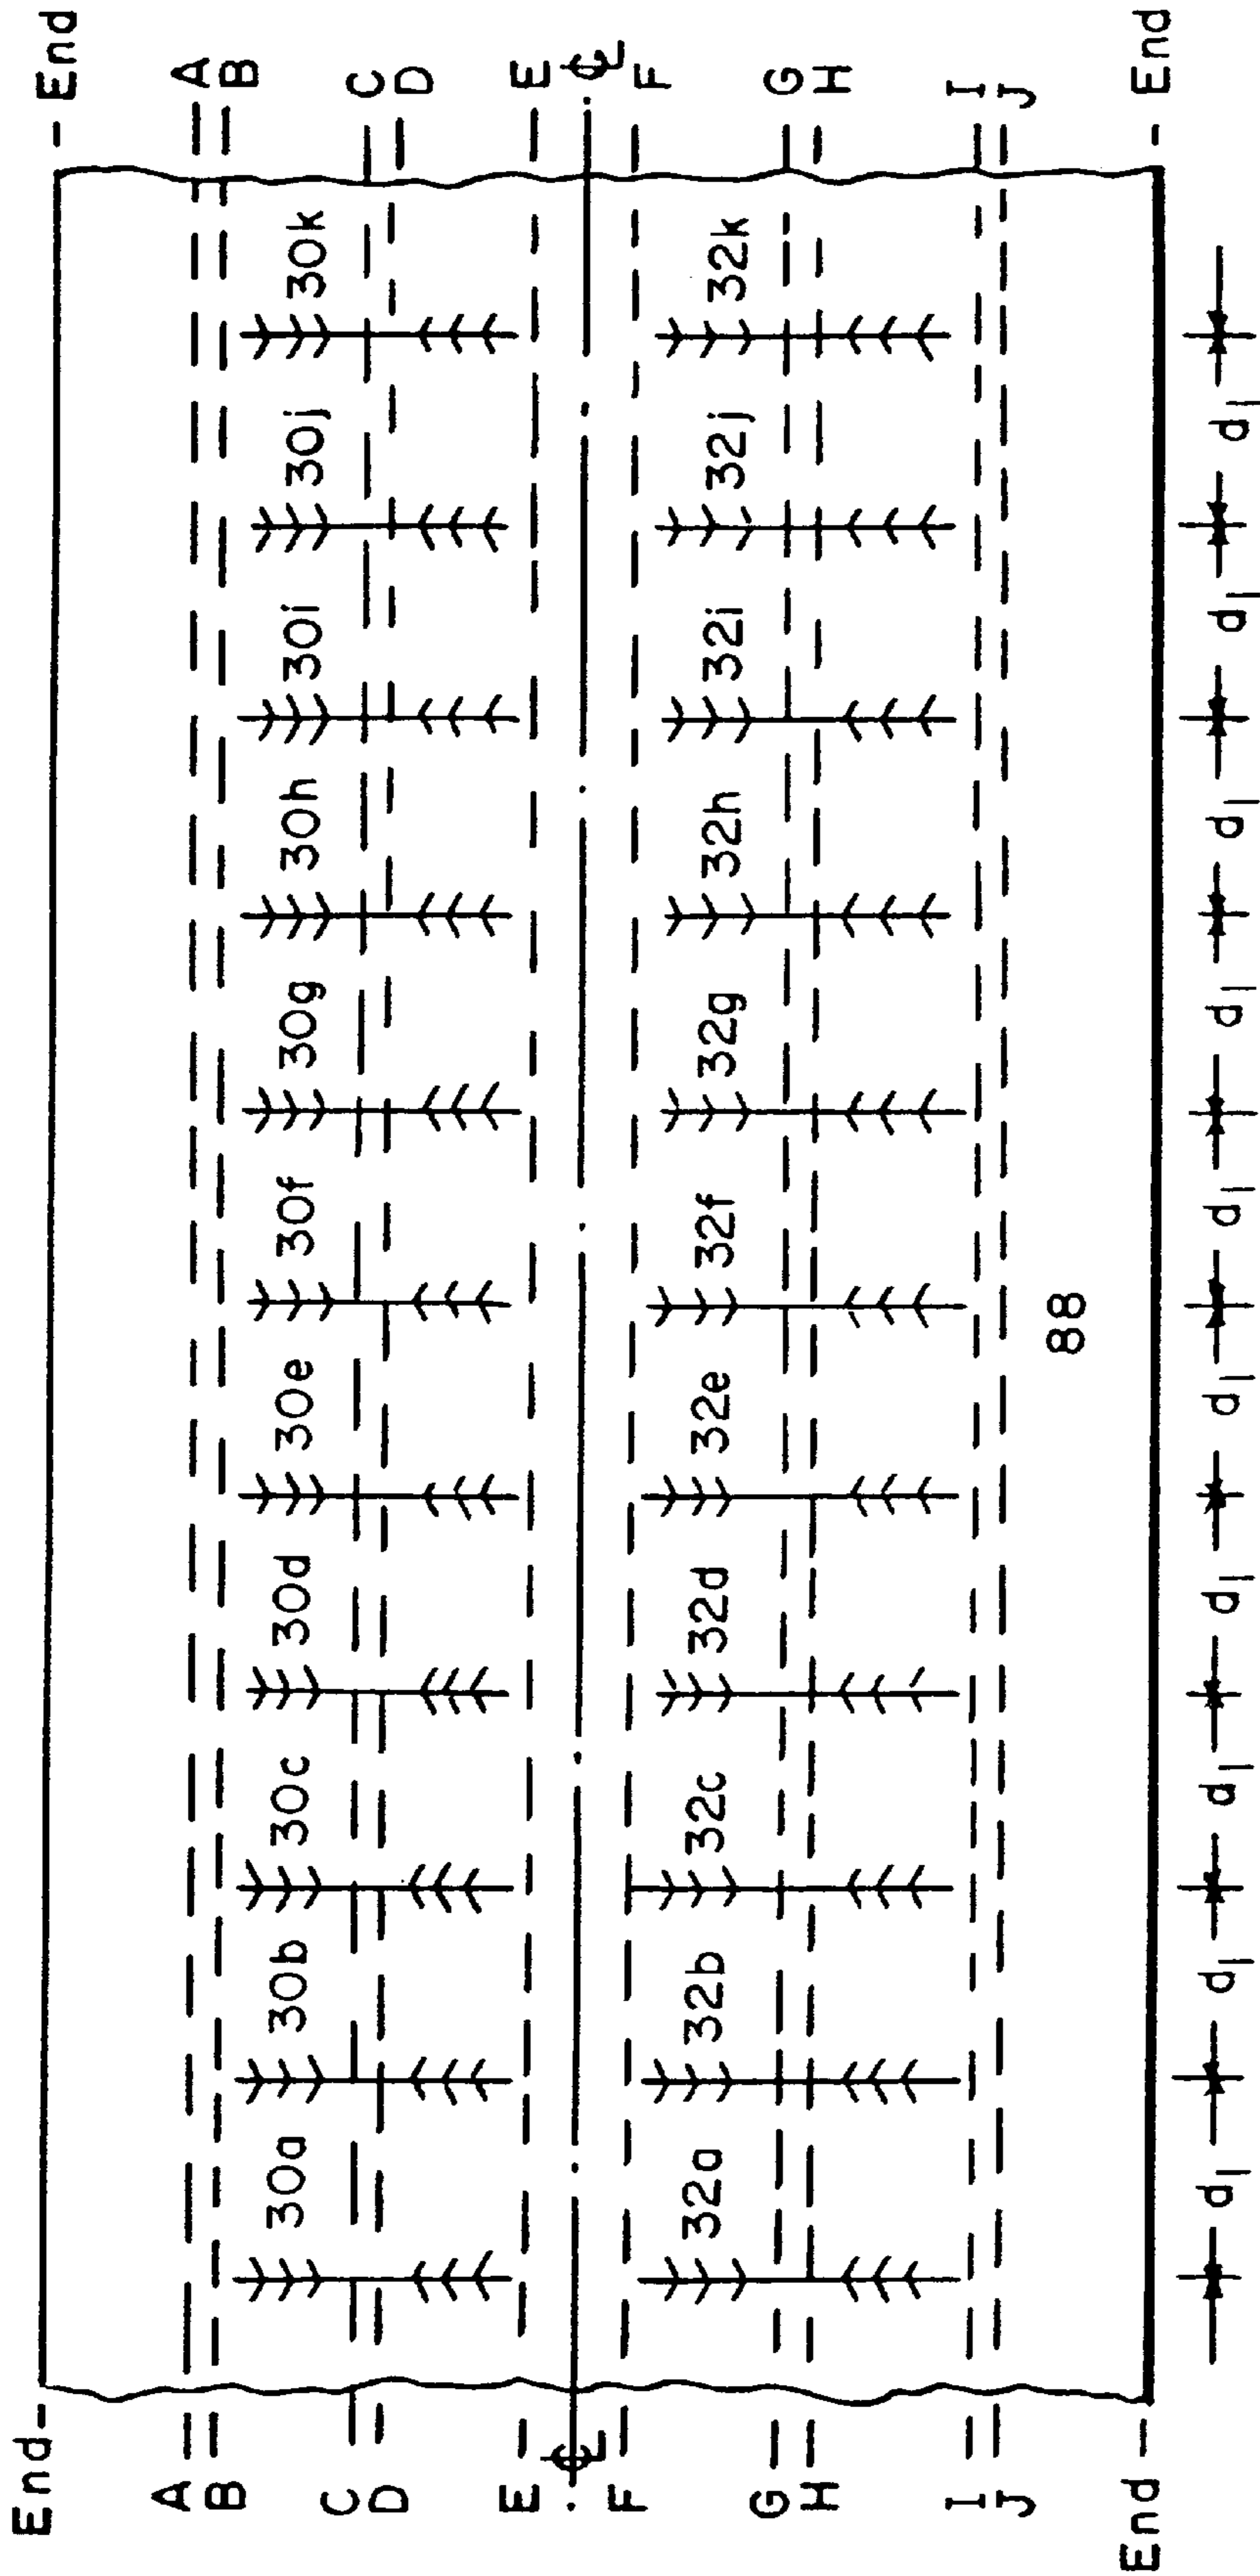 End End
A A
B B
30a 30b 30c 30d 30e 30f 30g 30h 30i 30j 30k
C C
D D
E E
℄ ℄
F F
32a 32b 32c 32d 32e 32f 32g 32h 32i 32j 32k
G G
H H
I I
J J
88
End End
d₁ d₁ d₁ d₁ d₁ d₁ d₁ d₁ d₁ d₁